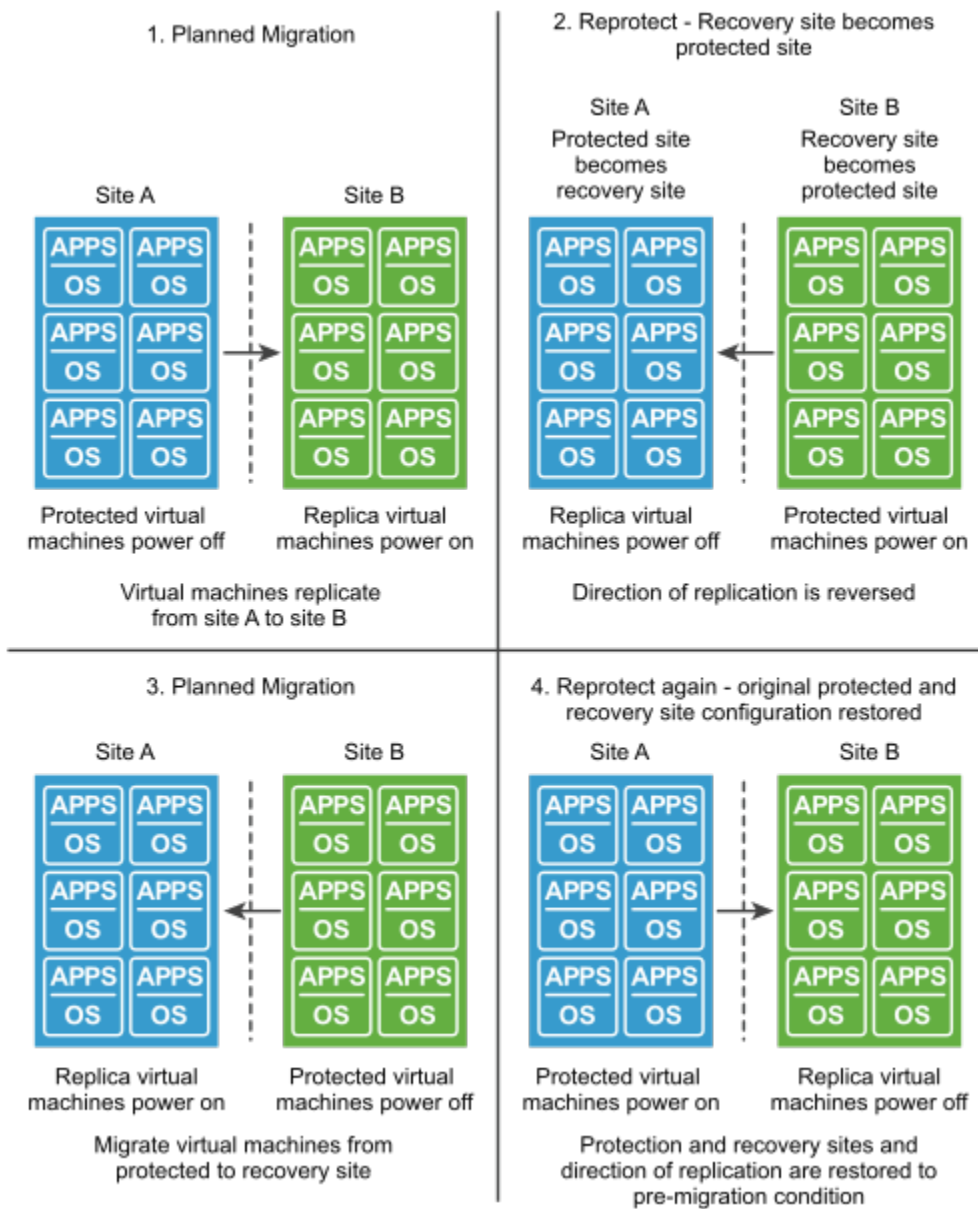 1. Planned Migration
Site A
Site B
APPS APPS
OS OS
APPS APPS
OS OS
APPS APPS
OS OS
APPS APPS
OS OS
APPS APPS
OS OS
APPS APPS
OS OS
Protected virtual
machines power off
Replica virtual
machines power on
Virtual machines replicate
from site A to site B
2. Reprotect - Recovery site becomes
protected site
Site A
Protected site
becomes
recovery site
Site B
Recovery site
becomes
protected site
APPS APPS
OS OS
APPS APPS
OS OS
APPS APPS
OS OS
APPS APPS
OS OS
APPS APPS
OS OS
APPS APPS
OS OS
Replica virtual
machines power off
Protected virtual
machines power on
Direction of replication is reversed
3. Planned Migration
Site A
Site B
APPS APPS
OS OS
APPS APPS
OS OS
APPS APPS
OS OS
APPS APPS
OS OS
APPS APPS
OS OS
APPS APPS
OS OS
Replica virtual
machines power on
Protected virtual
machines power off
Migrate virtual machines from
protected to recovery site
4. Reprotect again - original protected and
recovery site configuration restored
Site A
Site B
APPS APPS
OS OS
APPS APPS
OS OS
APPS APPS
OS OS
APPS APPS
OS OS
APPS APPS
OS OS
APPS APPS
OS OS
Protected virtual
machines power on
Replica virtual
machines power off
Protection and recovery sites and
direction of replication are restored to
pre-migration condition